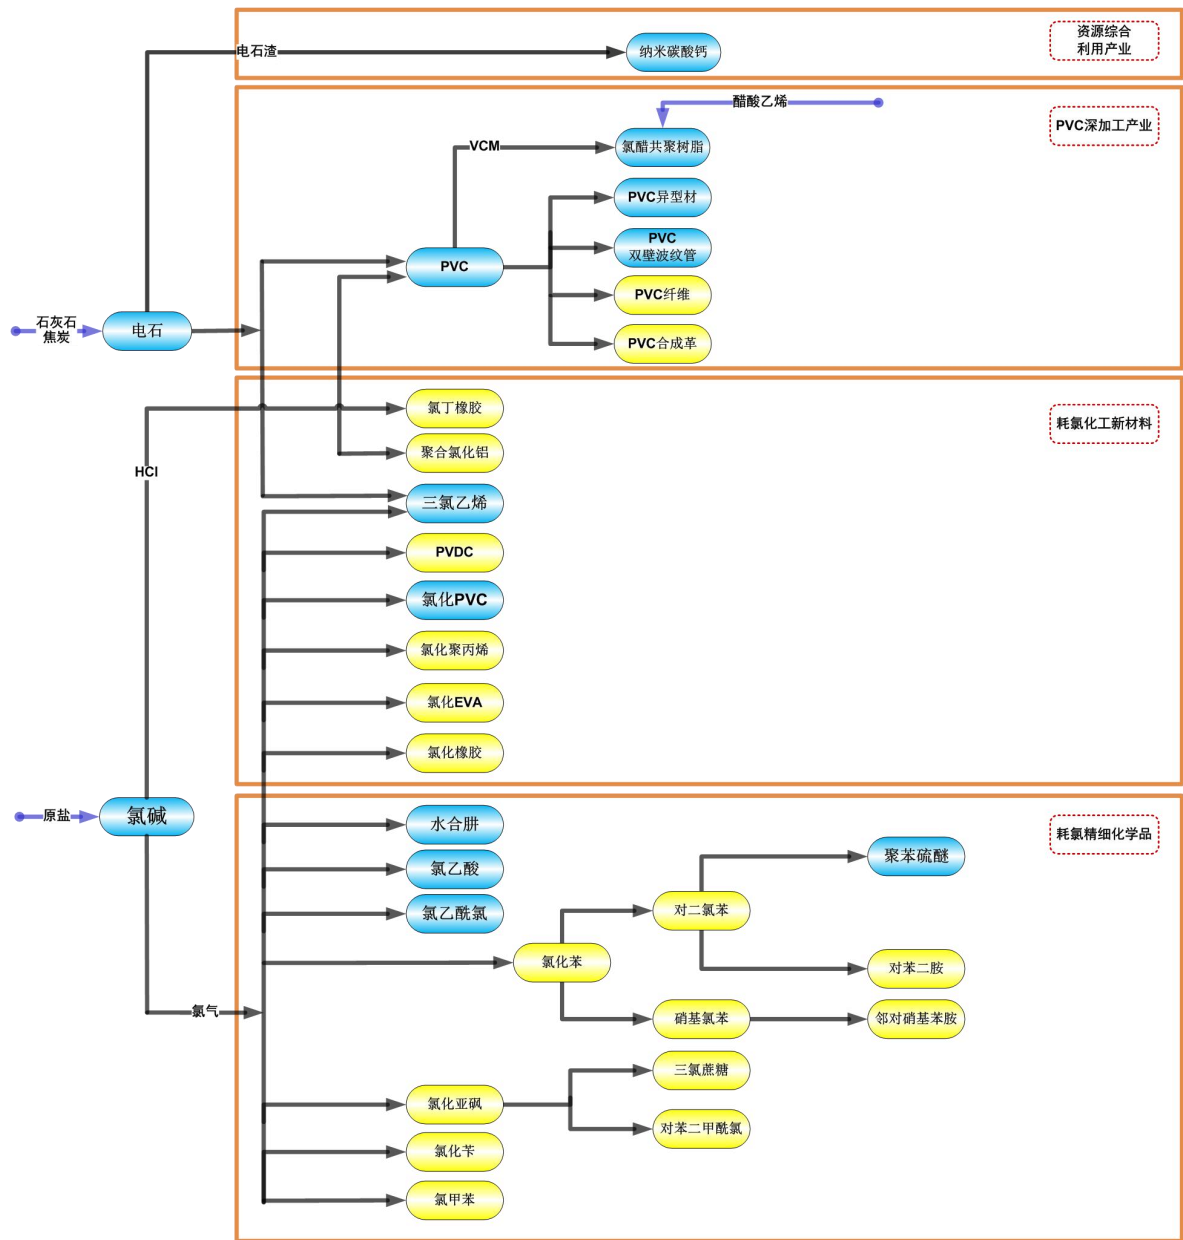 资源综合
利用产业
电石渣
纳米碳酸钙
醋酸乙烯
PVC深加工产业
VCM
氯醋共聚树脂
PVC异型材
PVC
双壁波纹管
PVC
PVC纤维
石灰石
焦炭
电石
PVC合成革
氯丁橡胶
耗氯化工新材料
聚合氯化铝
HCl
三氯乙烯
PVDC
氯化PVC
氯化聚丙烯
氯化EVA
氯化橡胶
原盐
氯碱
水合肼
耗氯精细化学品
聚苯硫醚
氯乙酸
氯乙酰氯
对二氯苯
氯化苯
对苯二胺
氯气
硝基氯苯
邻对硝基苯胺
三氯蔗糖
氯化亚砜
对苯二甲酰氯
氯化苄
氯甲苯